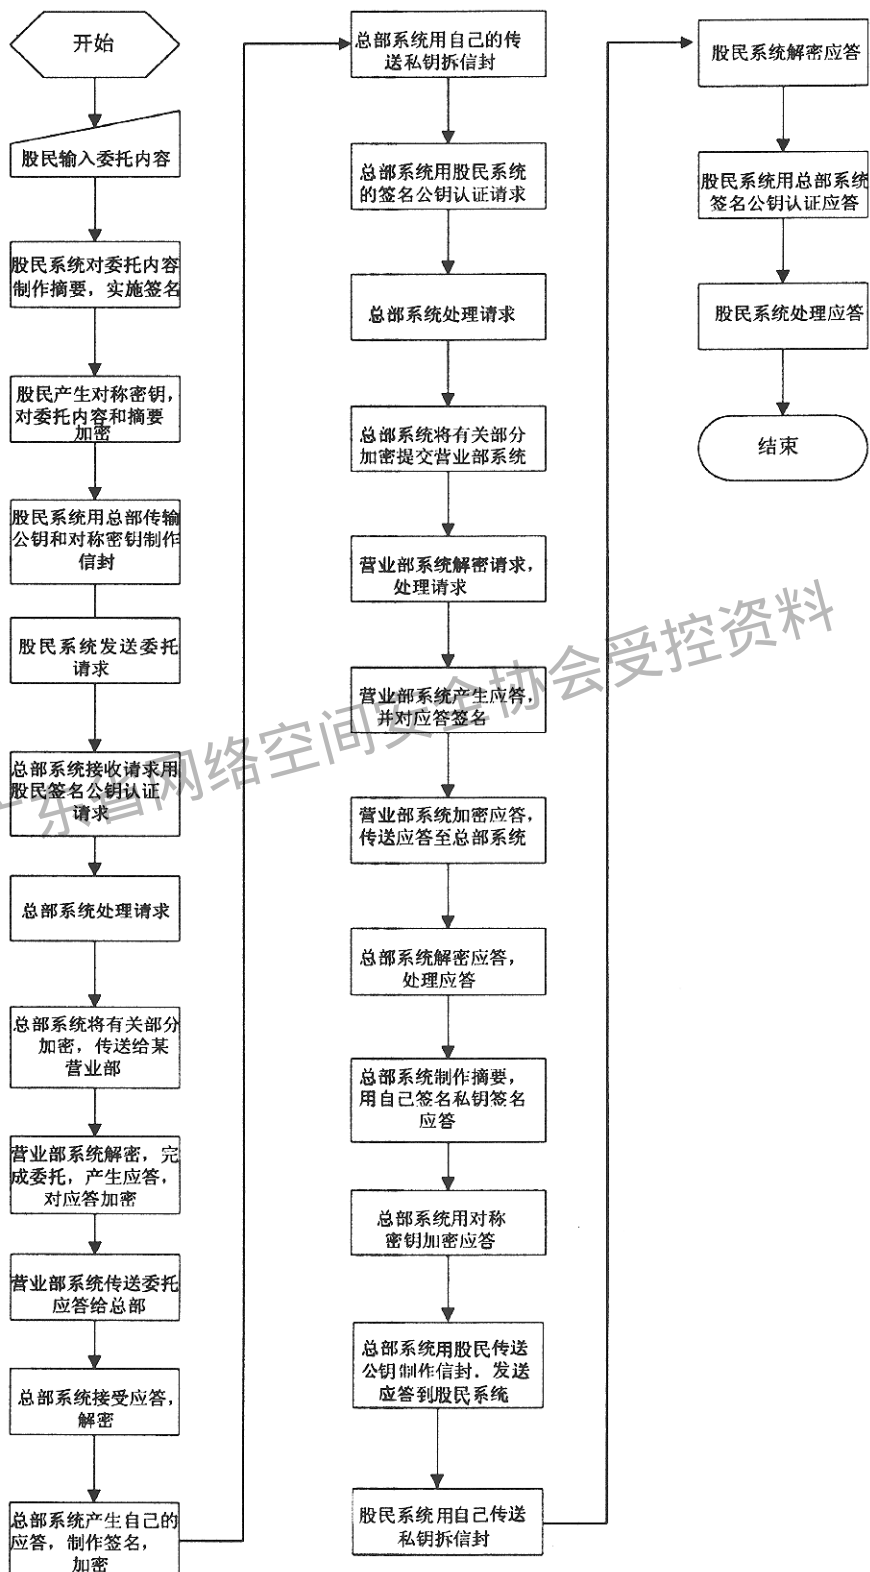 开始
股民输入委托内容
股民系统对委托内容
制作摘要，实施签名
股民产生对称密钥，
对委托内容和摘要
加密
股民系统用总部传输
公钥和对称密钥制作
信封
股民系统发送委托
请求
总部系统接收请求用
股民签名公钥认证
请求
总部系统处理请求
总部系统将有关部分
加密，传送给某
营业部
营业部系统解密，完
成委托，产生应答，
对应答加密
营业部系统传送委托
应答给总部
总部系统接受应答，
解密
总部系统产生自己的
应答，制作签名，
加密
总部系统用自己的传
送私钥拆信封
总部系统用股民系统
的签名公钥认证请求
总部系统处理请求
总部系统将有关部分
加密提交营业部系统
营业部系统解密请求，
处理请求
营业部系统产生应答，
并对应答签名
营业部系统加密应答，
传送应答至总部系统
总部系统解密应答，
处理应答
总部系统制作摘要，
用自己签名私钥签名
应答
总部系统用对称
密钥加密应答
总部系统用股民传送
公钥制作信封．发送
应答到股民系统
股民系统用自己传送
私钥拆信封
股民系统解密应答
股民系统用总部系统
签名公钥认证应答
股民系统处理应答
结束
广东省网络空间安全协会受控资料